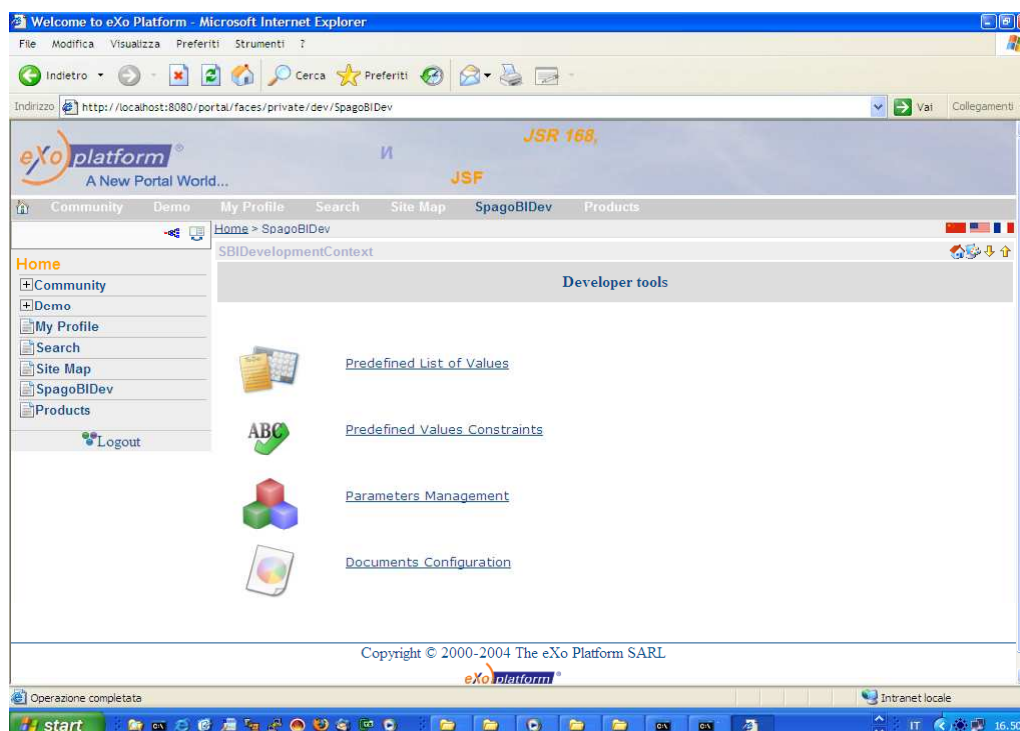 Welcome to eXo Platform - Microsoft Internet Explorer
File Modifica Visualizza Preferiti Strumenti ?
Indietro Cerca Preferiti
Indirizzo http://localhost:8080/portal/faces/private/dev/SpagoBIDev Vai Collegamenti
JSR 168,
eXo platform ®
И
A New Portal World...
JSF
Community Demo My Profile Search Site Map SpagoBIDev Products
Home > SpagoBIDev
SBIDevelopmentContext
Home
Developer tools
Community
Demo
My Profile
Search
Site Map
SpagoBIDev
Products
Logout
Predefined List of Values
ABC
Predefined Values Constraints
Parameters Management
Documents Configuration
Copyright © 2000-2004 The eXo Platform SARL
eXo platform ®
Operazione completata Intranet locale
start IT 16.50